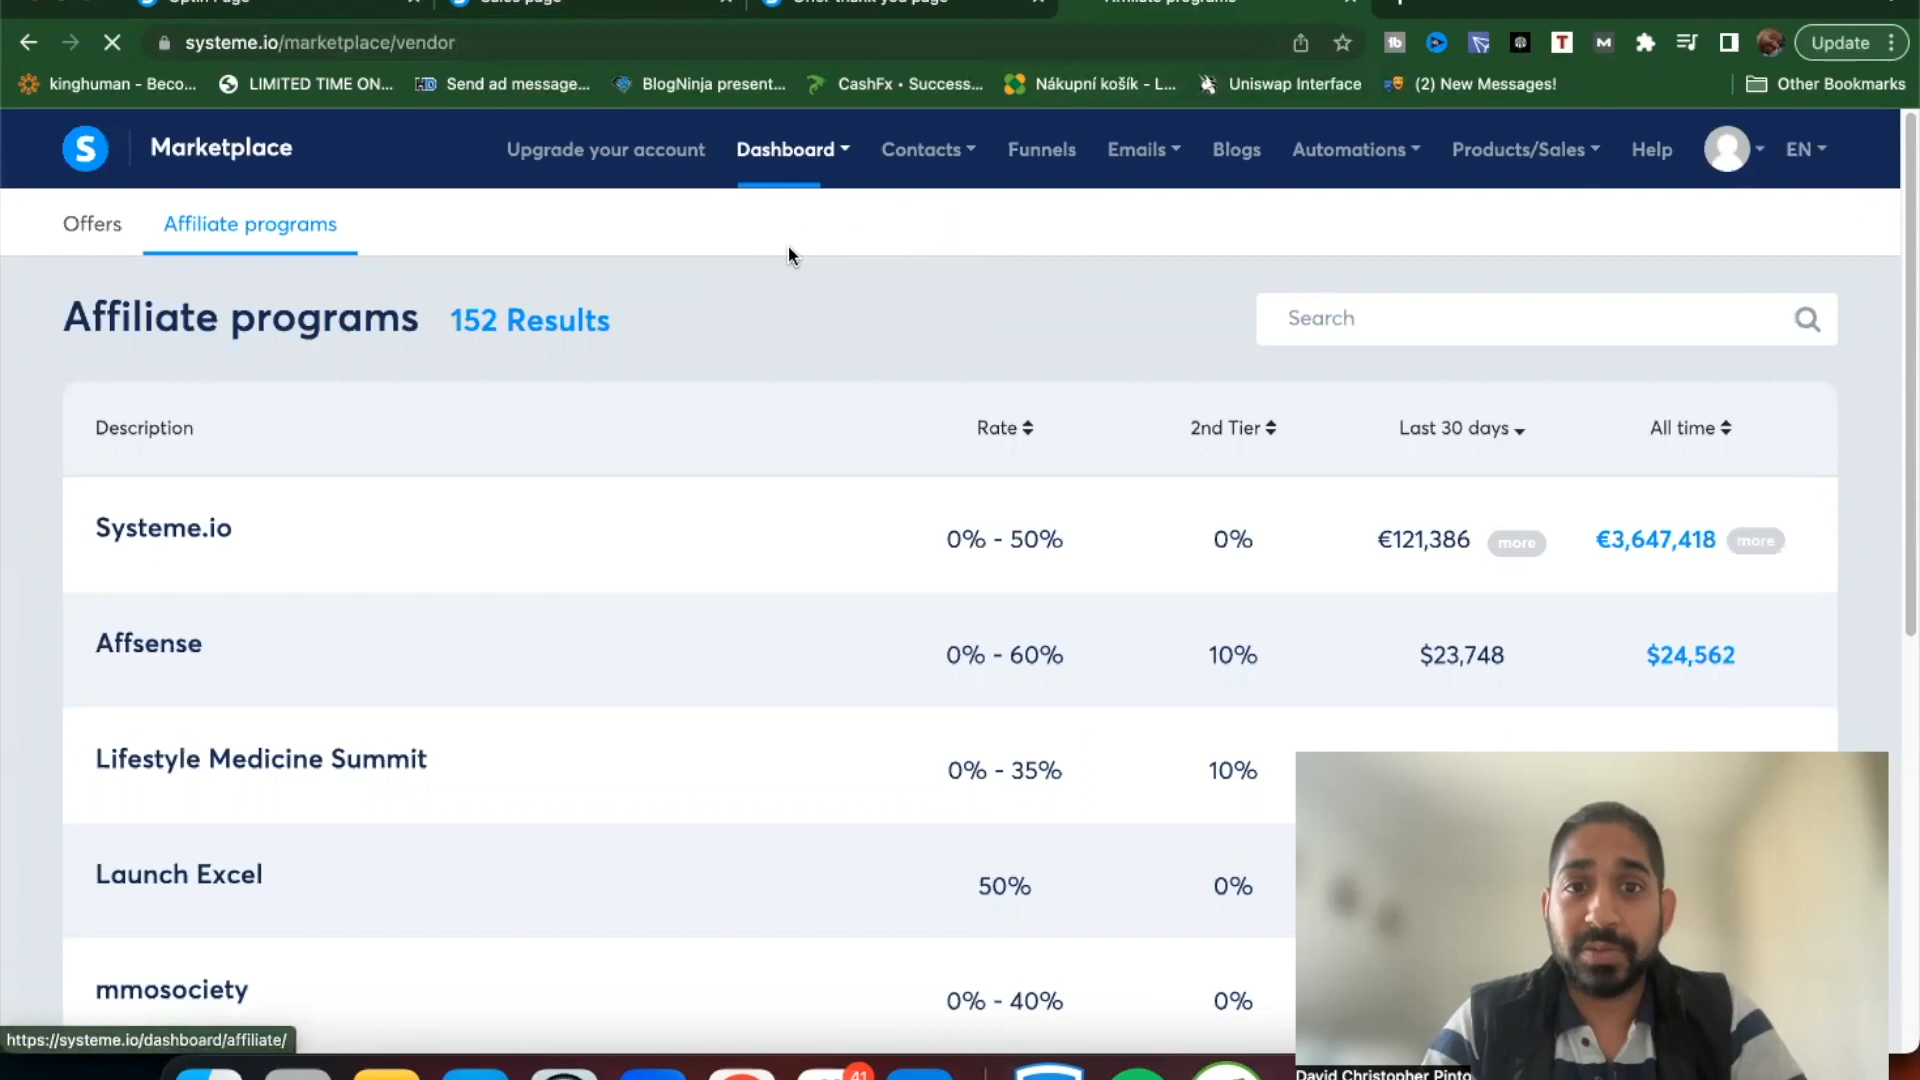 systeme.io/marketplace/vendor
Update
kinghuman - Beco...
LIMITED TIME ON...
Send ad message...
BlogNinja present...
CashFx • Success...
Nákupní košík - L...
Uniswap Interface
(2) New Messages!
Other Bookmarks
S
Marketplace
Upgrade your account
Dashboard
Contacts
Funnels
Emails
Blogs
Automations
Products/Sales
Help
EN
Offers
Affiliate programs
Affiliate programs
152 Results
Search
Description
Rate
2nd Tier
Last 30 days
All time
Systeme.io
0% - 50%
0%
€121,386
more
€3,647,418
more
Affsense
0% - 60%
10%
$23,748
$24,562
Lifestyle Medicine Summit
0% - 35%
10%
Launch Excel
50%
0%
mmosociety
0% - 40%
0%
https://systeme.io/dashboard/affiliate/
41
David Christopher Pinto